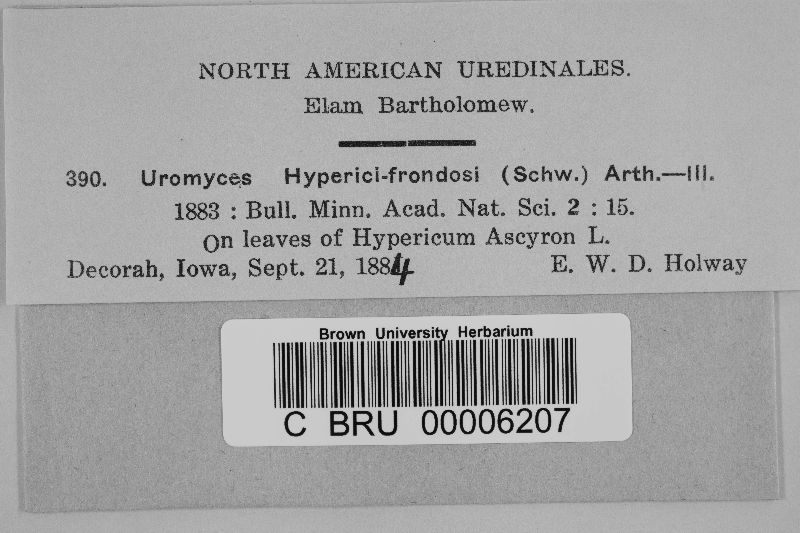 NORTH AMERICAN UREDINALES.
Elam Bartholomew.
390. Uromyces Hyperici-frondosi (Schw.) Arth.—III.
1883 : Bull. Minn. Acad. Nat. Sci. 2 : 15.
On leaves of Hypericum Ascyron L.
Decorah, Iowa, Sept. 21, 1884 E. W. D. Holway
Brown University Herbarium
C BRU 00006207